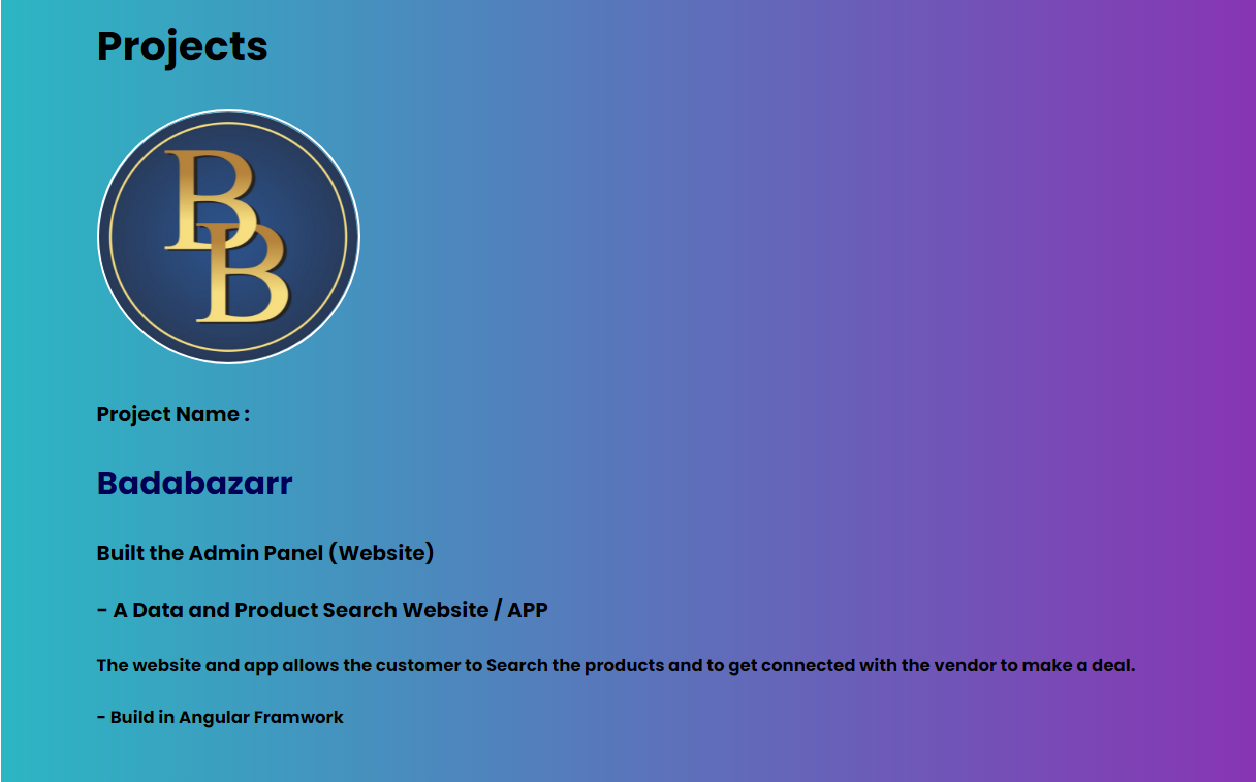 Projects
B
B
Project Name :
Badabazarr
Built the Admin Panel (Website)
- A Data and Product Search Website / APP
The website and app allows the customer to Search the products and to get connected with the vendor to make a deal.
- Build in Angular Framwork